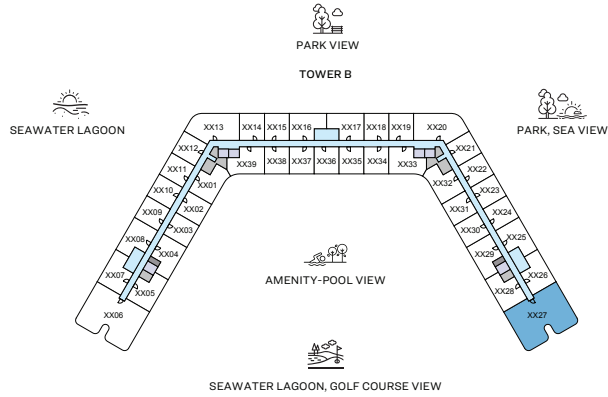 PARK VIEW
TOWER B
SEAWATER LAGOON
PARK, SEA VIEW
XX13
XX14
XX15
XX16
XX17
XX18
XX19
XX20
XX12
XX39
XX38
XX37
XX36
XX35
XX34
XX33
XX21
XX11
XX01
XX32
XX22
XX10
XX02
XX31
XX23
XX09
XX03
XX30
XX24
XX08
XX04
XX29
XX25
XX07
XX05
XX28
XX26
XX06
XX27
AMENITY-POOL VIEW
SEAWATER LAGOON, GOLF COURSE VIEW